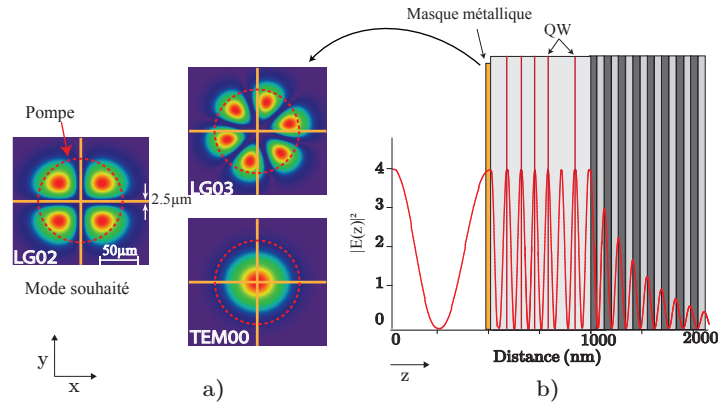 Masque métallique
QW
Pompe
LG03
2.5µm
LG02
50µm
Mode souhaité
TEM00
y
x
a)
|E(z)|²
4
3
2
1
0
0
1000
2000
Distance (nm)
z
b)